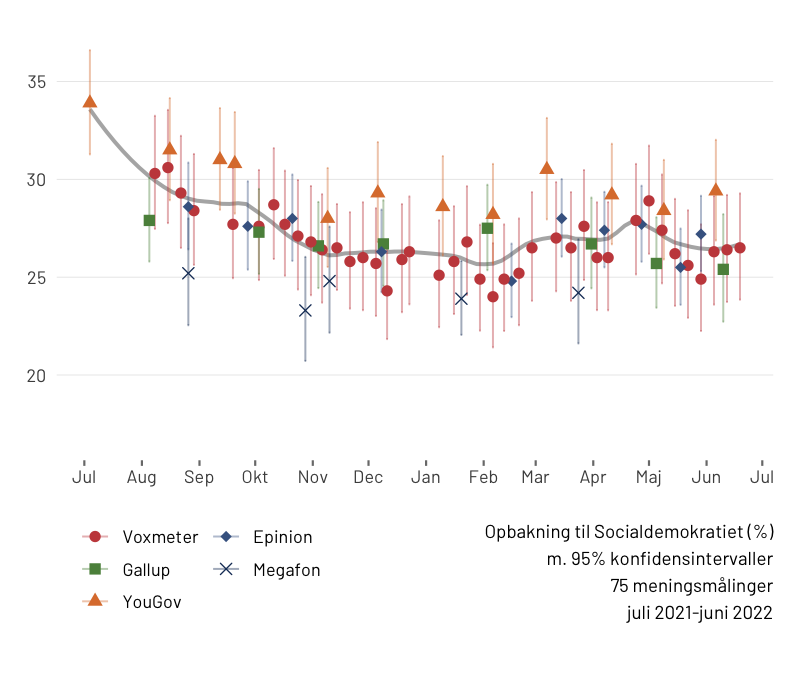 35
30
25
20
Jul Aug Sep Okt Nov Dec Jan Feb Mar Apr Maj Jun Jul
Voxmeter Epinion
Gallup Megafon
YouGov
Opbakning til Socialdemokratiet (%)
m. 95% konfidensintervaller
75 meningsmålinger
juli 2021-juni 2022